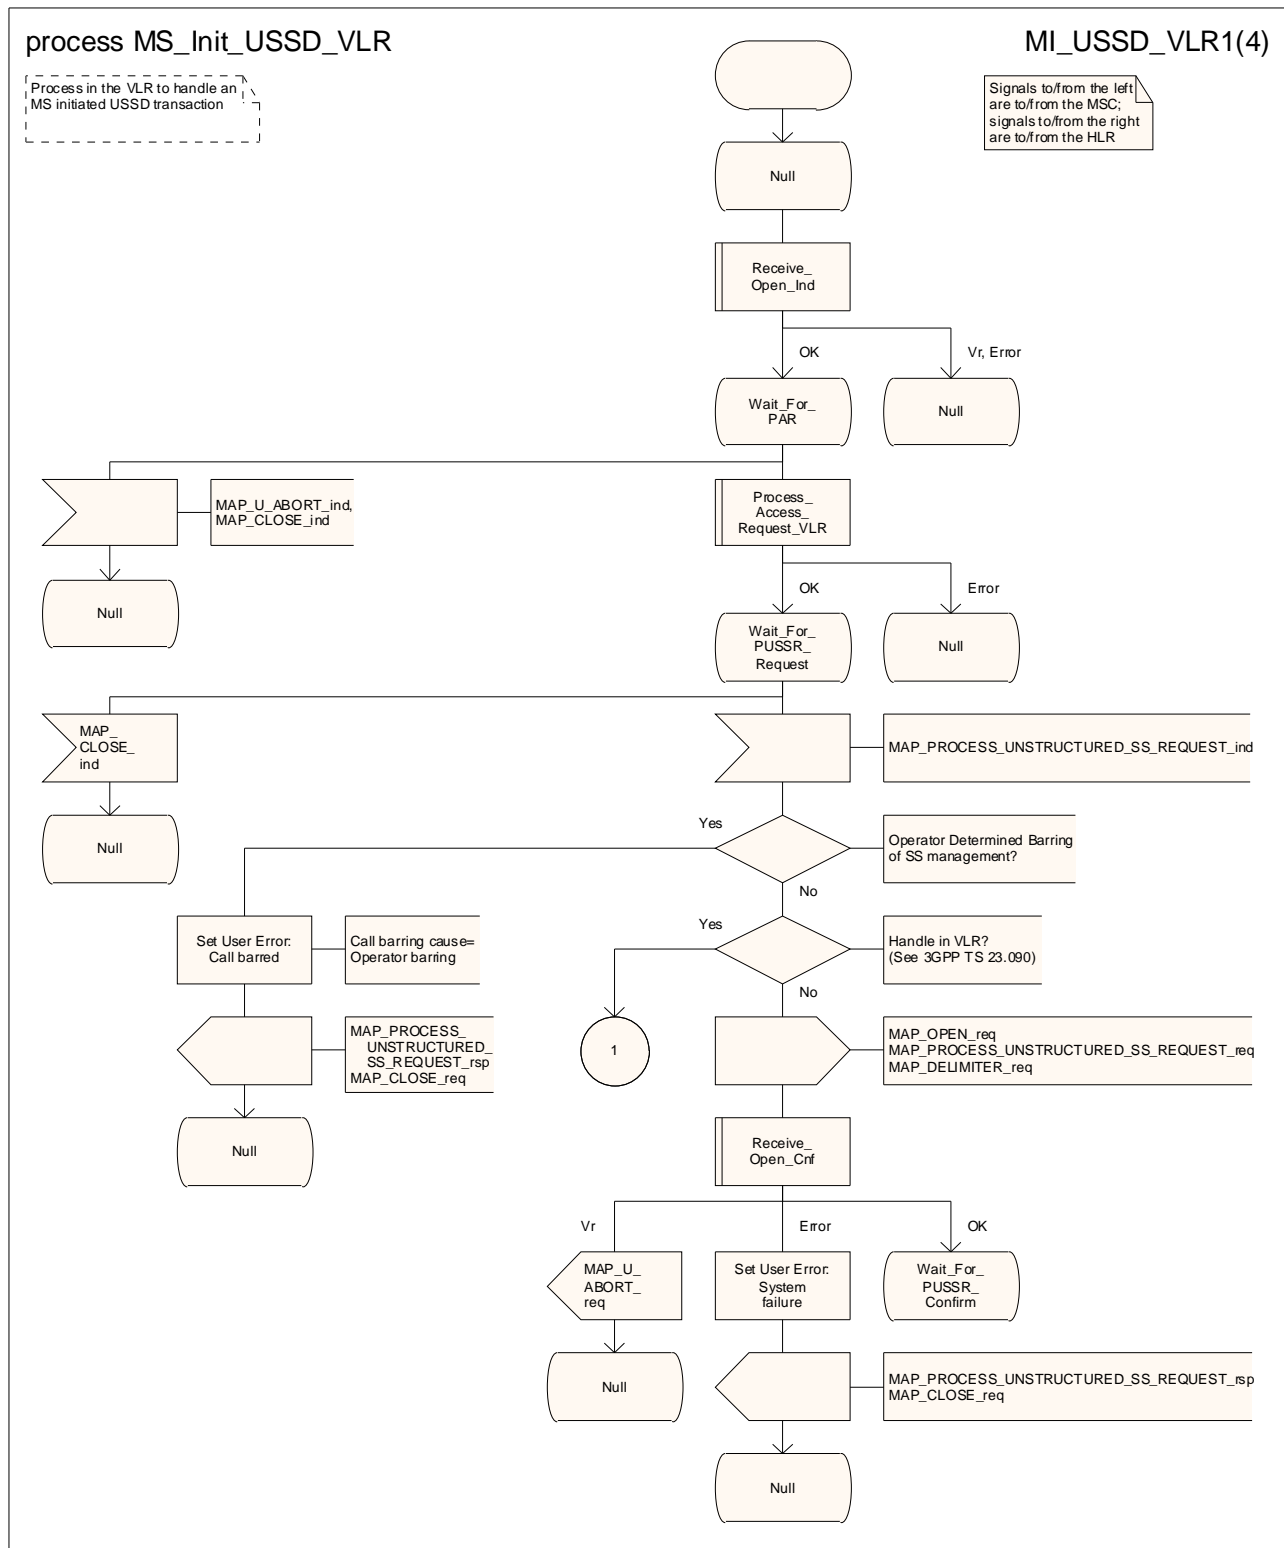 process MS_Init_USSD_VLR
MI_USSD_VLR1(4)
Process in the VLR to handle an
MS initiated USSD transaction
Signals to/from the left
are to/from the MSC;
signals to/from the right
are to/from the HLR
Null
Receive_
Open_Ind
OK
Vr, Error
Wait_For_
PAR
Null
MAP_U_ABORT_ind,
MAP_CLOSE_ind
Process_
Access_
Request_VLR
Null
OK
Error
Wait_For_
PUSSR_
Request
Null
MAP_
CLOSE_
ind
MAP_PROCESS_UNSTRUCTURED_SS_REQUEST_ind
Null
Yes
Operator Determined Barring
of SS management?
No
Set User Error:
Call barred
Call barring cause=
Operator barring
Yes
Handle in VLR?
(See 3GPP TS 23.090)
No
MAP_PROCESS_
UNSTRUCTURED_
SS_REQUEST_rsp
MAP_CLOSE_req
1
MAP_OPEN_req
MAP_PROCESS_UNSTRUCTURED_SS_REQUEST_req
MAP_DELIMITER_req
Null
Receive_
Open_Cnf
Vr
Error
OK
MAP_U_
ABORT_
req
Set User Error:
System
failure
Wait_For_
PUSSR_
Confirm
Null
MAP_PROCESS_UNSTRUCTURED_SS_REQUEST_rsp
MAP_CLOSE_req
Null